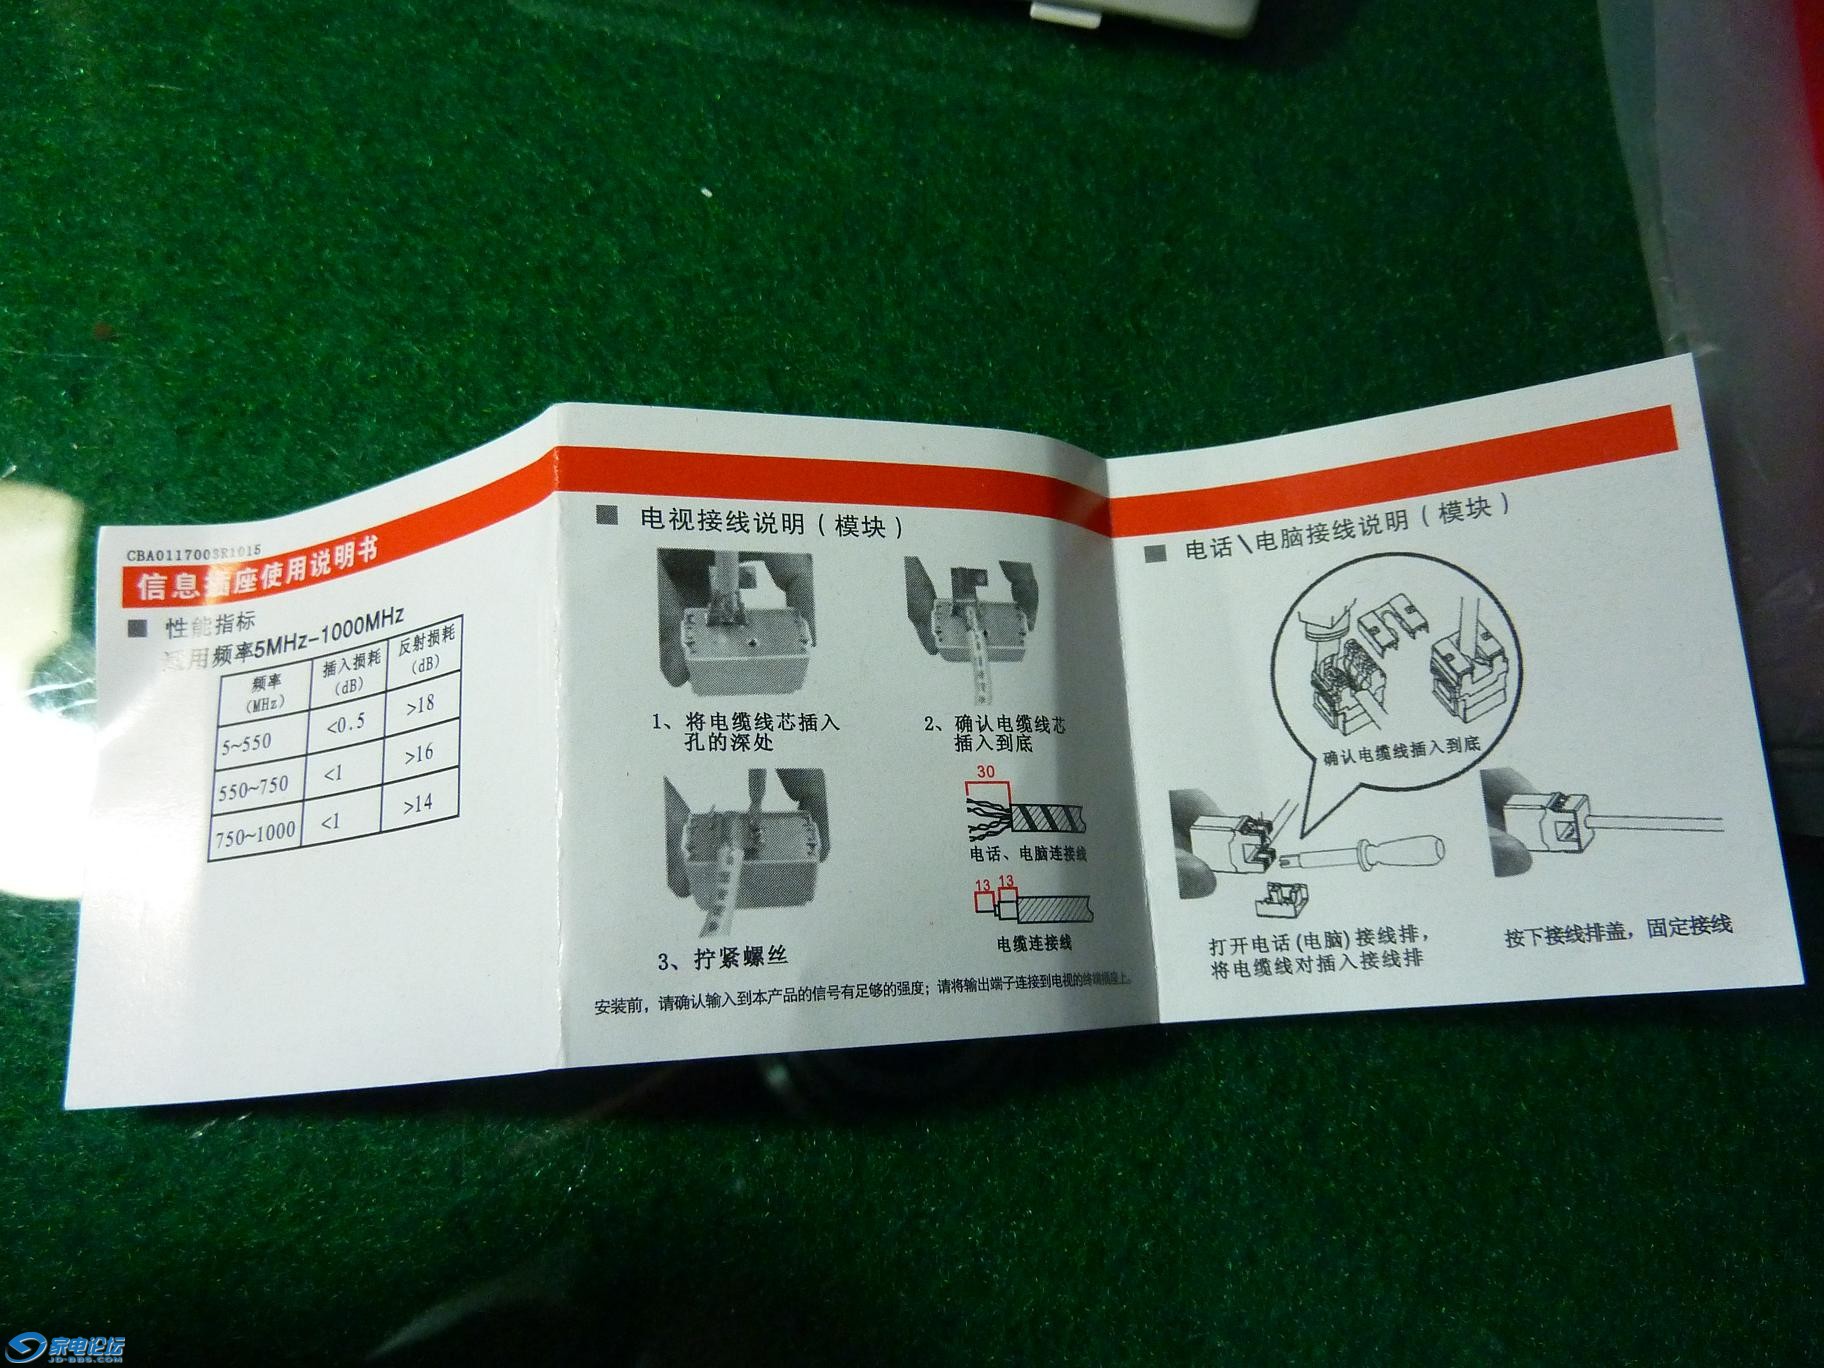 CBA0117003R1015
信息插座使用说明书
性能指标
适用频率5MHz-1000MHz
频率 (MHz) 插入损耗 (dB) 反射损耗 (dB)
5~550 <0.5 >18
550~750 <1 >16
750~1000 <1 >14
电视接线说明(模块)
1、将电缆线芯插入
孔的深处
2、确认电缆线芯
插入到底
3、拧紧螺丝
30
电话、电脑连接线
13 13
电缆连接线
安装前,请确认输入到本产品的信号有足够的强度;请将输出端子连接到电视的终端插座上。
电话\电脑接线说明(模块)
确认电缆线插入到底
打开电话(电脑)接线排,
将电缆线对插入接线排
按下接线排盖,固定接线
家电论坛
JD-BBS.COM